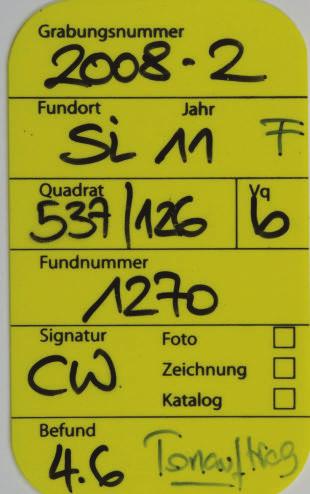 Grabungsnummer
2008-2
Fundort Jahr
Si 11 F
Quadrat Vq
537/126 b
Fundnummer
1270
Signatur Foto
CW Zeichnung
Katalog
Befund
4.6 Tonauftrag